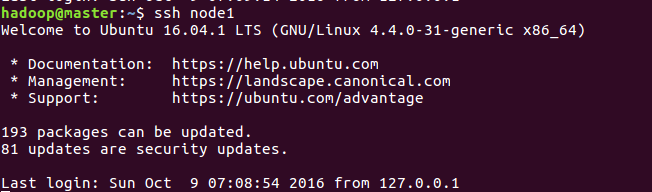 hadoop@master:~$ ssh node1
Welcome to Ubuntu 16.04.1 LTS (GNU/Linux 4.4.0-31-generic x86_64)
* Documentation:  https://help.ubuntu.com
* Management:     https://landscape.canonical.com
* Support:        https://ubuntu.com/advantage
193 packages can be updated.
81 updates are security updates.
Last login: Sun Oct  9 07:08:54 2016 from 127.0.0.1